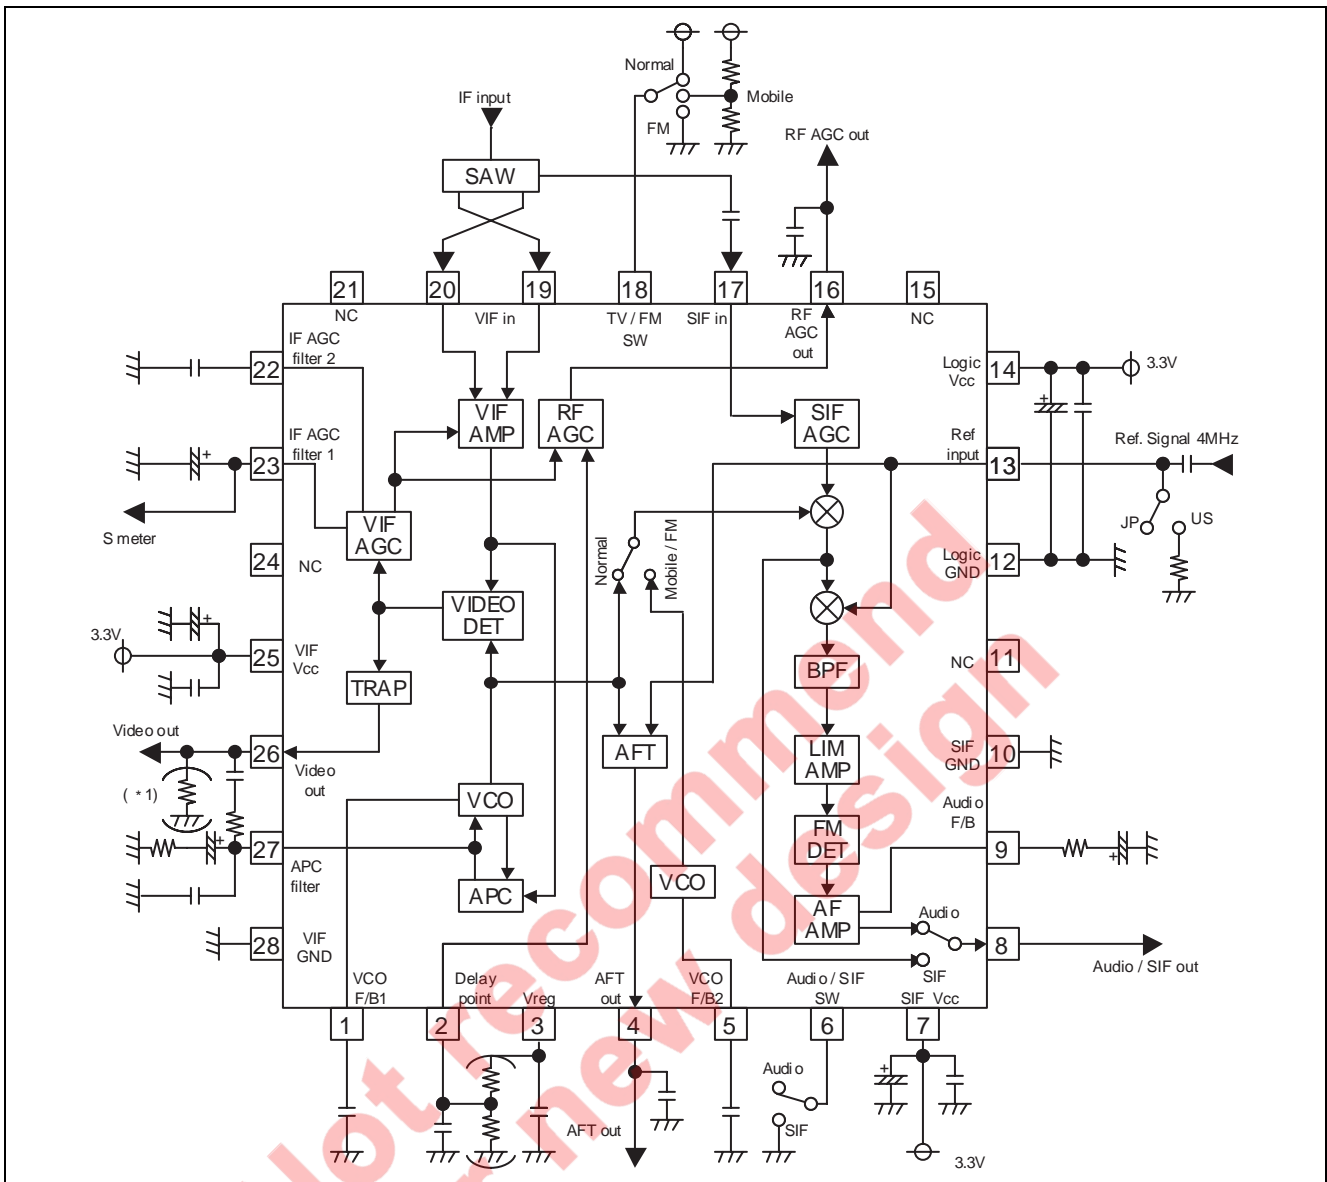 Normal
Mobile
FM
IF input
RF AGC out
SAW
21
20
19
18
17
16
15
NC
VIF in
TV / FM
SW
SIF in
RF
AGC
out
NC
IF AGC
filter 2
22
VIF
AMP
RF
AGC
SIF
AGC
Logic
Vcc
14
3.3V
IF AGC
filter 1
23
Ref
input
13
Ref. Signal 4MHz
S meter
VIF
AGC
JP
US
24
NC
Normal
Mobile / FM
Logic
GND
12
VIDEO
DET
3.3V
25
VIF
Vcc
TRAP
BPF
NC
11
Video out
26
Video
out
AFT
LIM
AMP
SIF
GND
10
( *1)
VCO
Audio
F/B
27
APC
filter
FM
DET
9
APC
VCO
AF
AMP
Audio
28
VIF
GND
8
SIF
Audio / SIF out
VCO
F/B1
Delay
point
Vreg
AFT
out
VCO
F/B2
Audio / SIF
SW
SIF Vcc
1
2
3
4
5
6
7
Audio
SIF
AFT out
3.3V
Not recommend
for new design